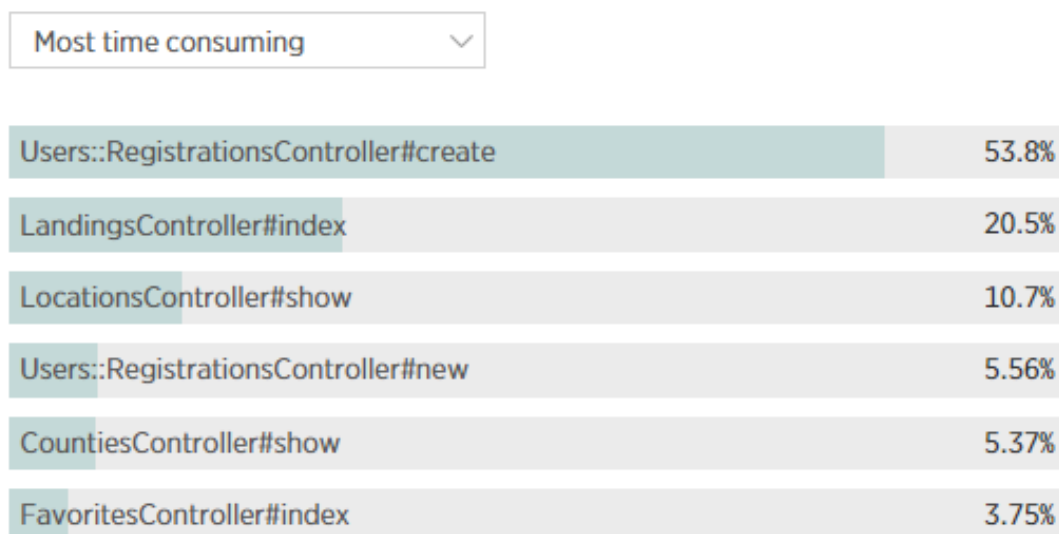 Most time consuming
Users::RegistrationsController#create 53.8%
LandingsController#index 20.5%
LocationsController#show 10.7%
Users::RegistrationsController#new 5.56%
CountiesController#show 5.37%
FavoritesController#index 3.75%